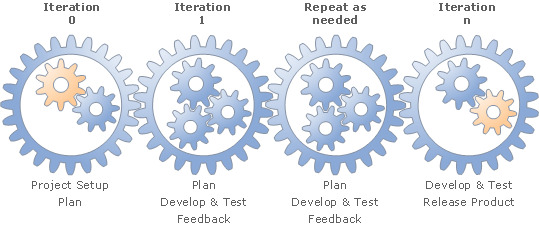 Iteration
0
Project Setup
Plan
Iteration
1
Plan
Develop & Test
Feedback
Repeat as
needed
Plan
Develop & Test
Feedback
Iteration
n
Develop & Test
Release Product